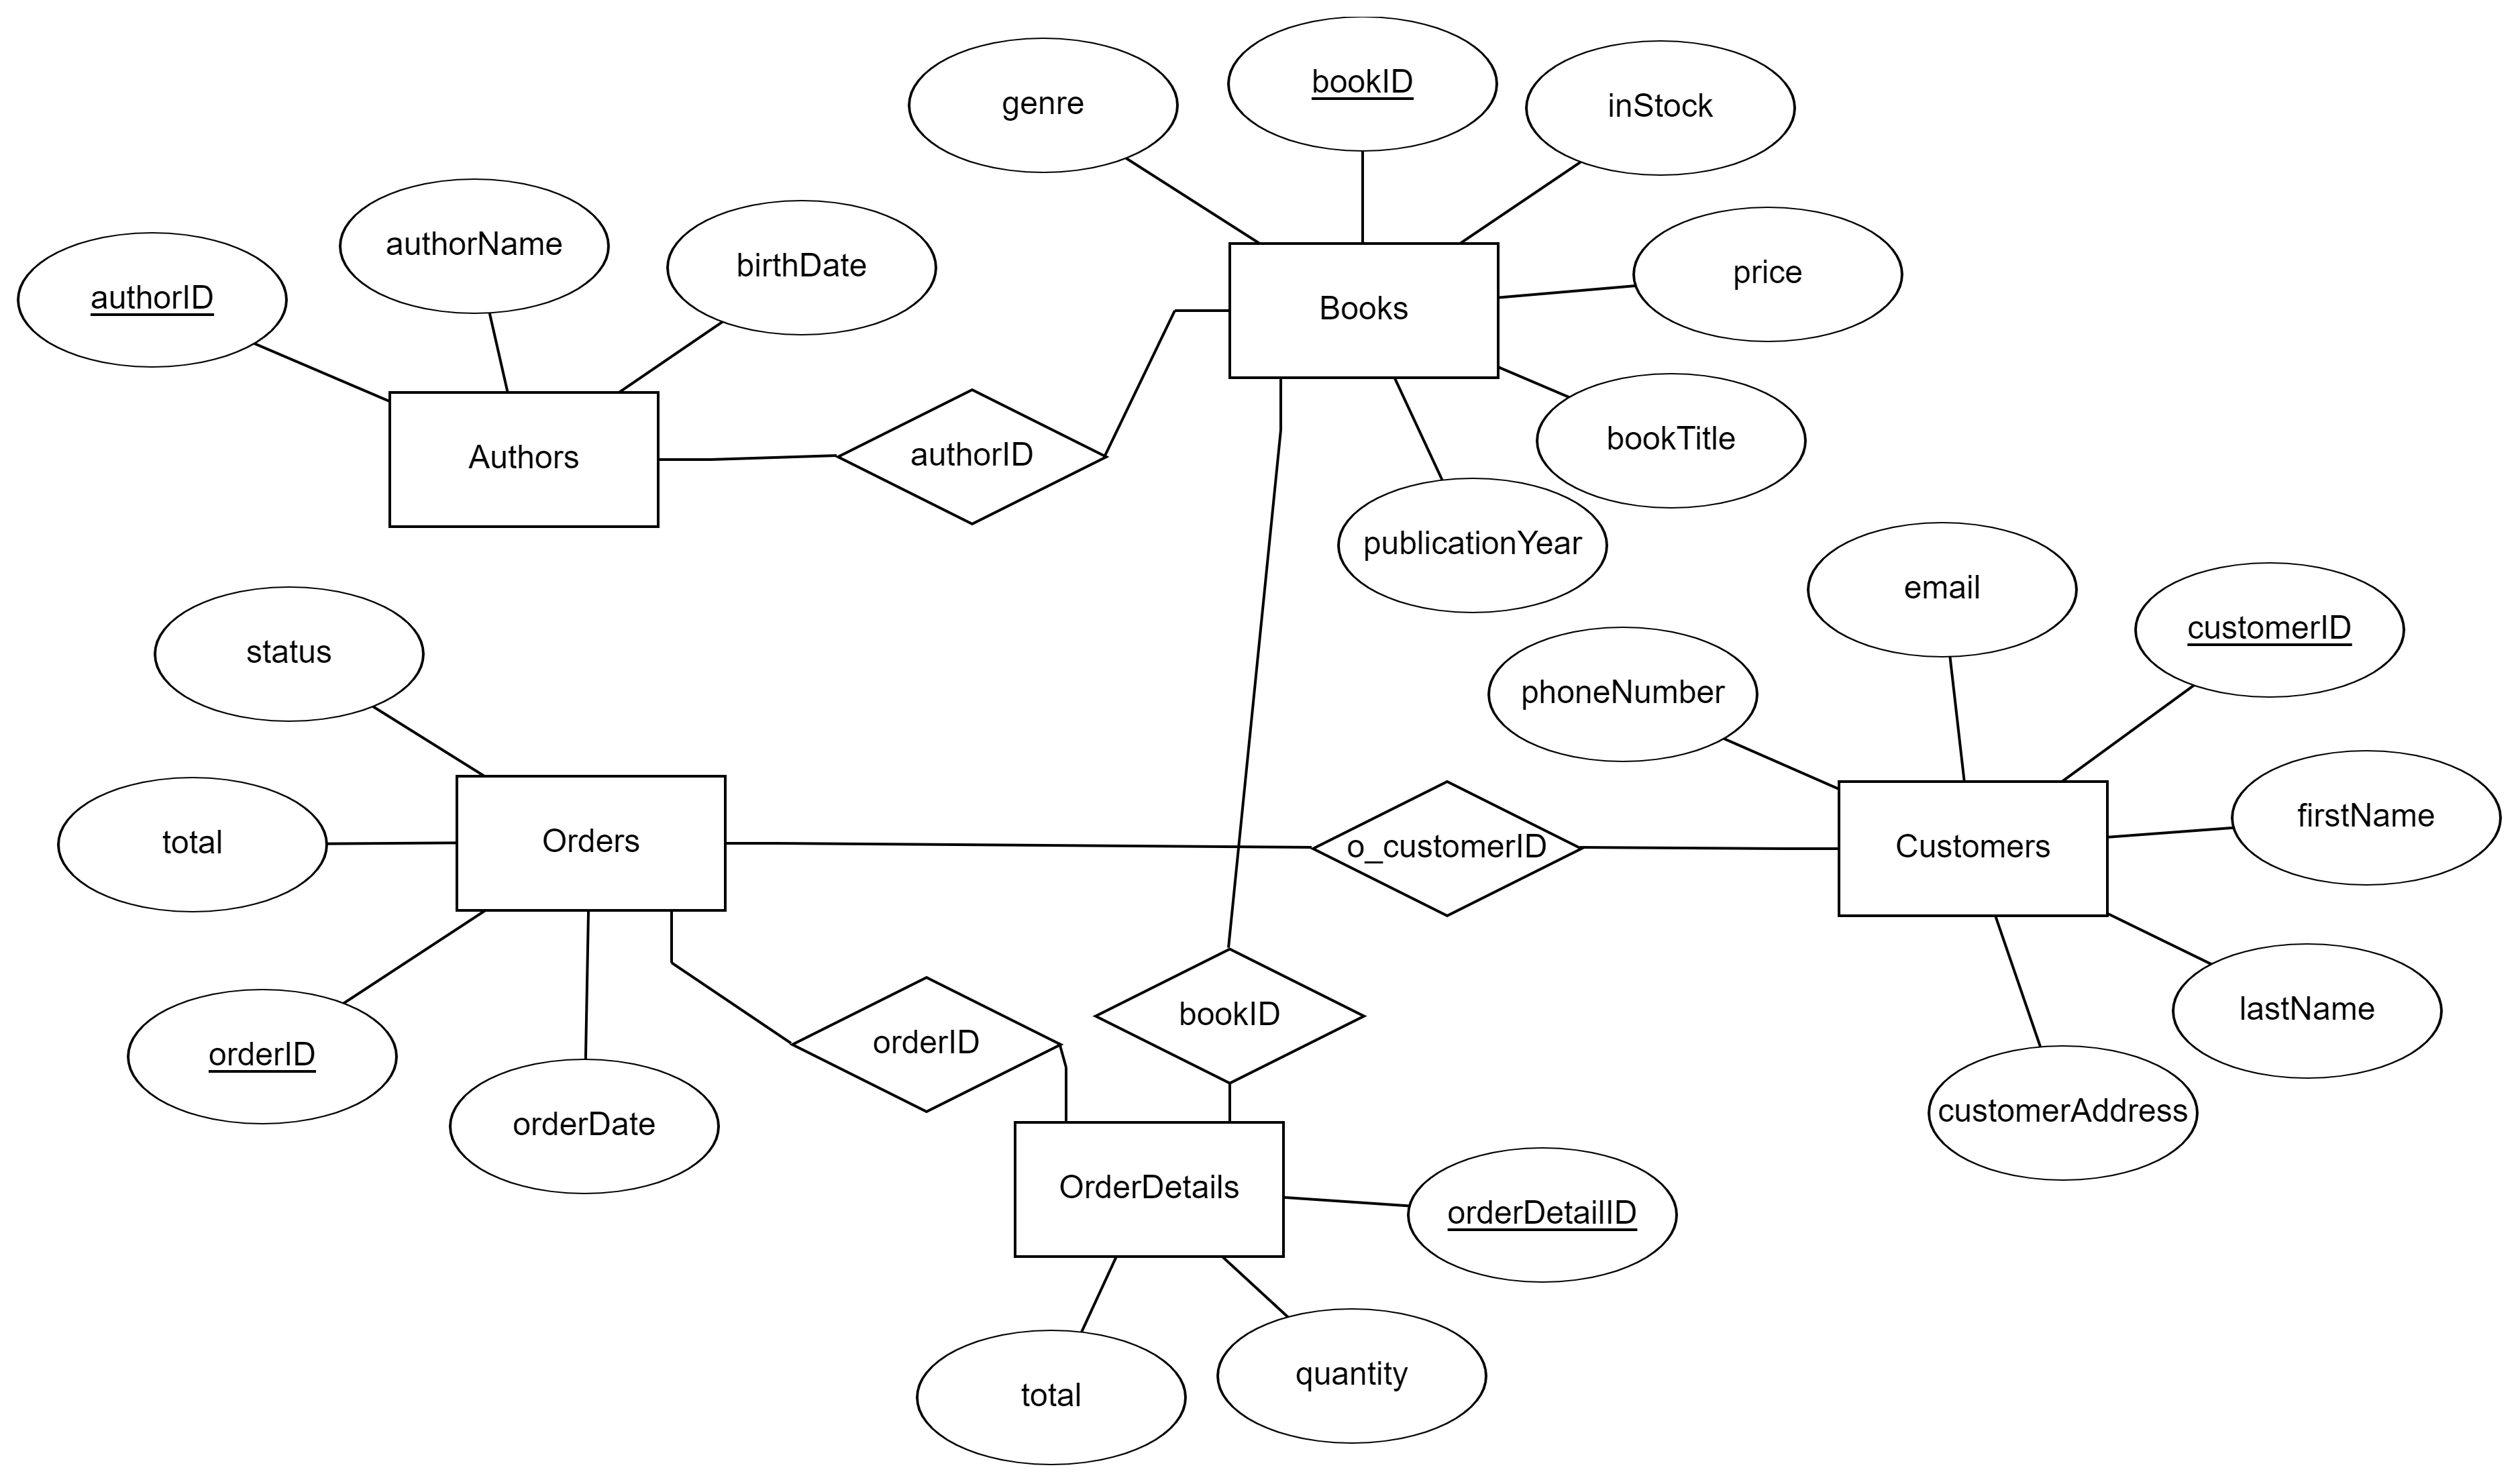 bookID
genre
inStock
authorName
birthDate
price
authorID
Books
bookTitle
Authors
authorID
publicationYear
email
customerID
status
phoneNumber
firstName
Orders
total
o_customerID
Customers
lastName
bookID
orderID
orderID
customerAddress
orderDate
OrderDetails
orderDetailID
quantity
total